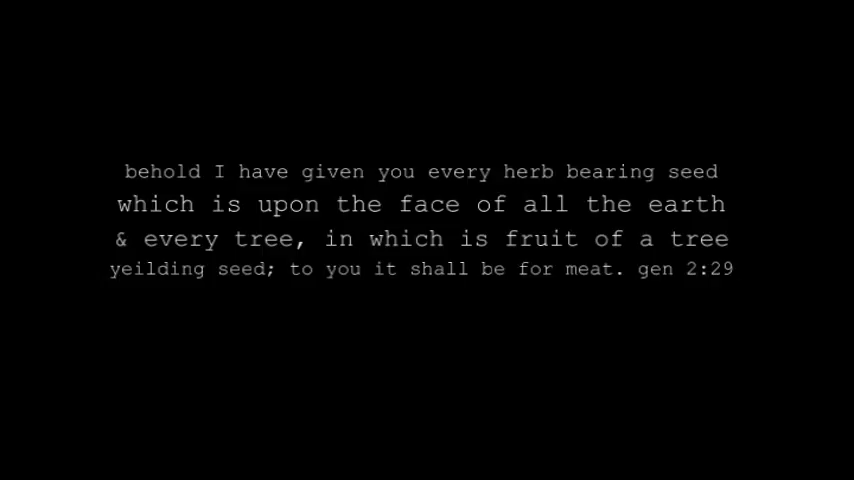 behold I have given you every herb bearing seed
which is upon the face of all the earth
& every tree, in which is fruit of a tree
yeilding seed; to you it shall be for meat. gen 2:29